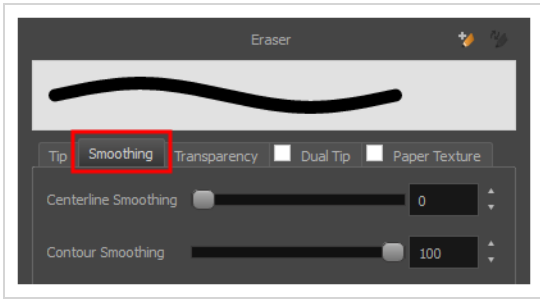 Eraser
Tip Smoothing Transparency Dual Tip Paper Texture
Centerline Smoothing 0
Contour Smoothing 100